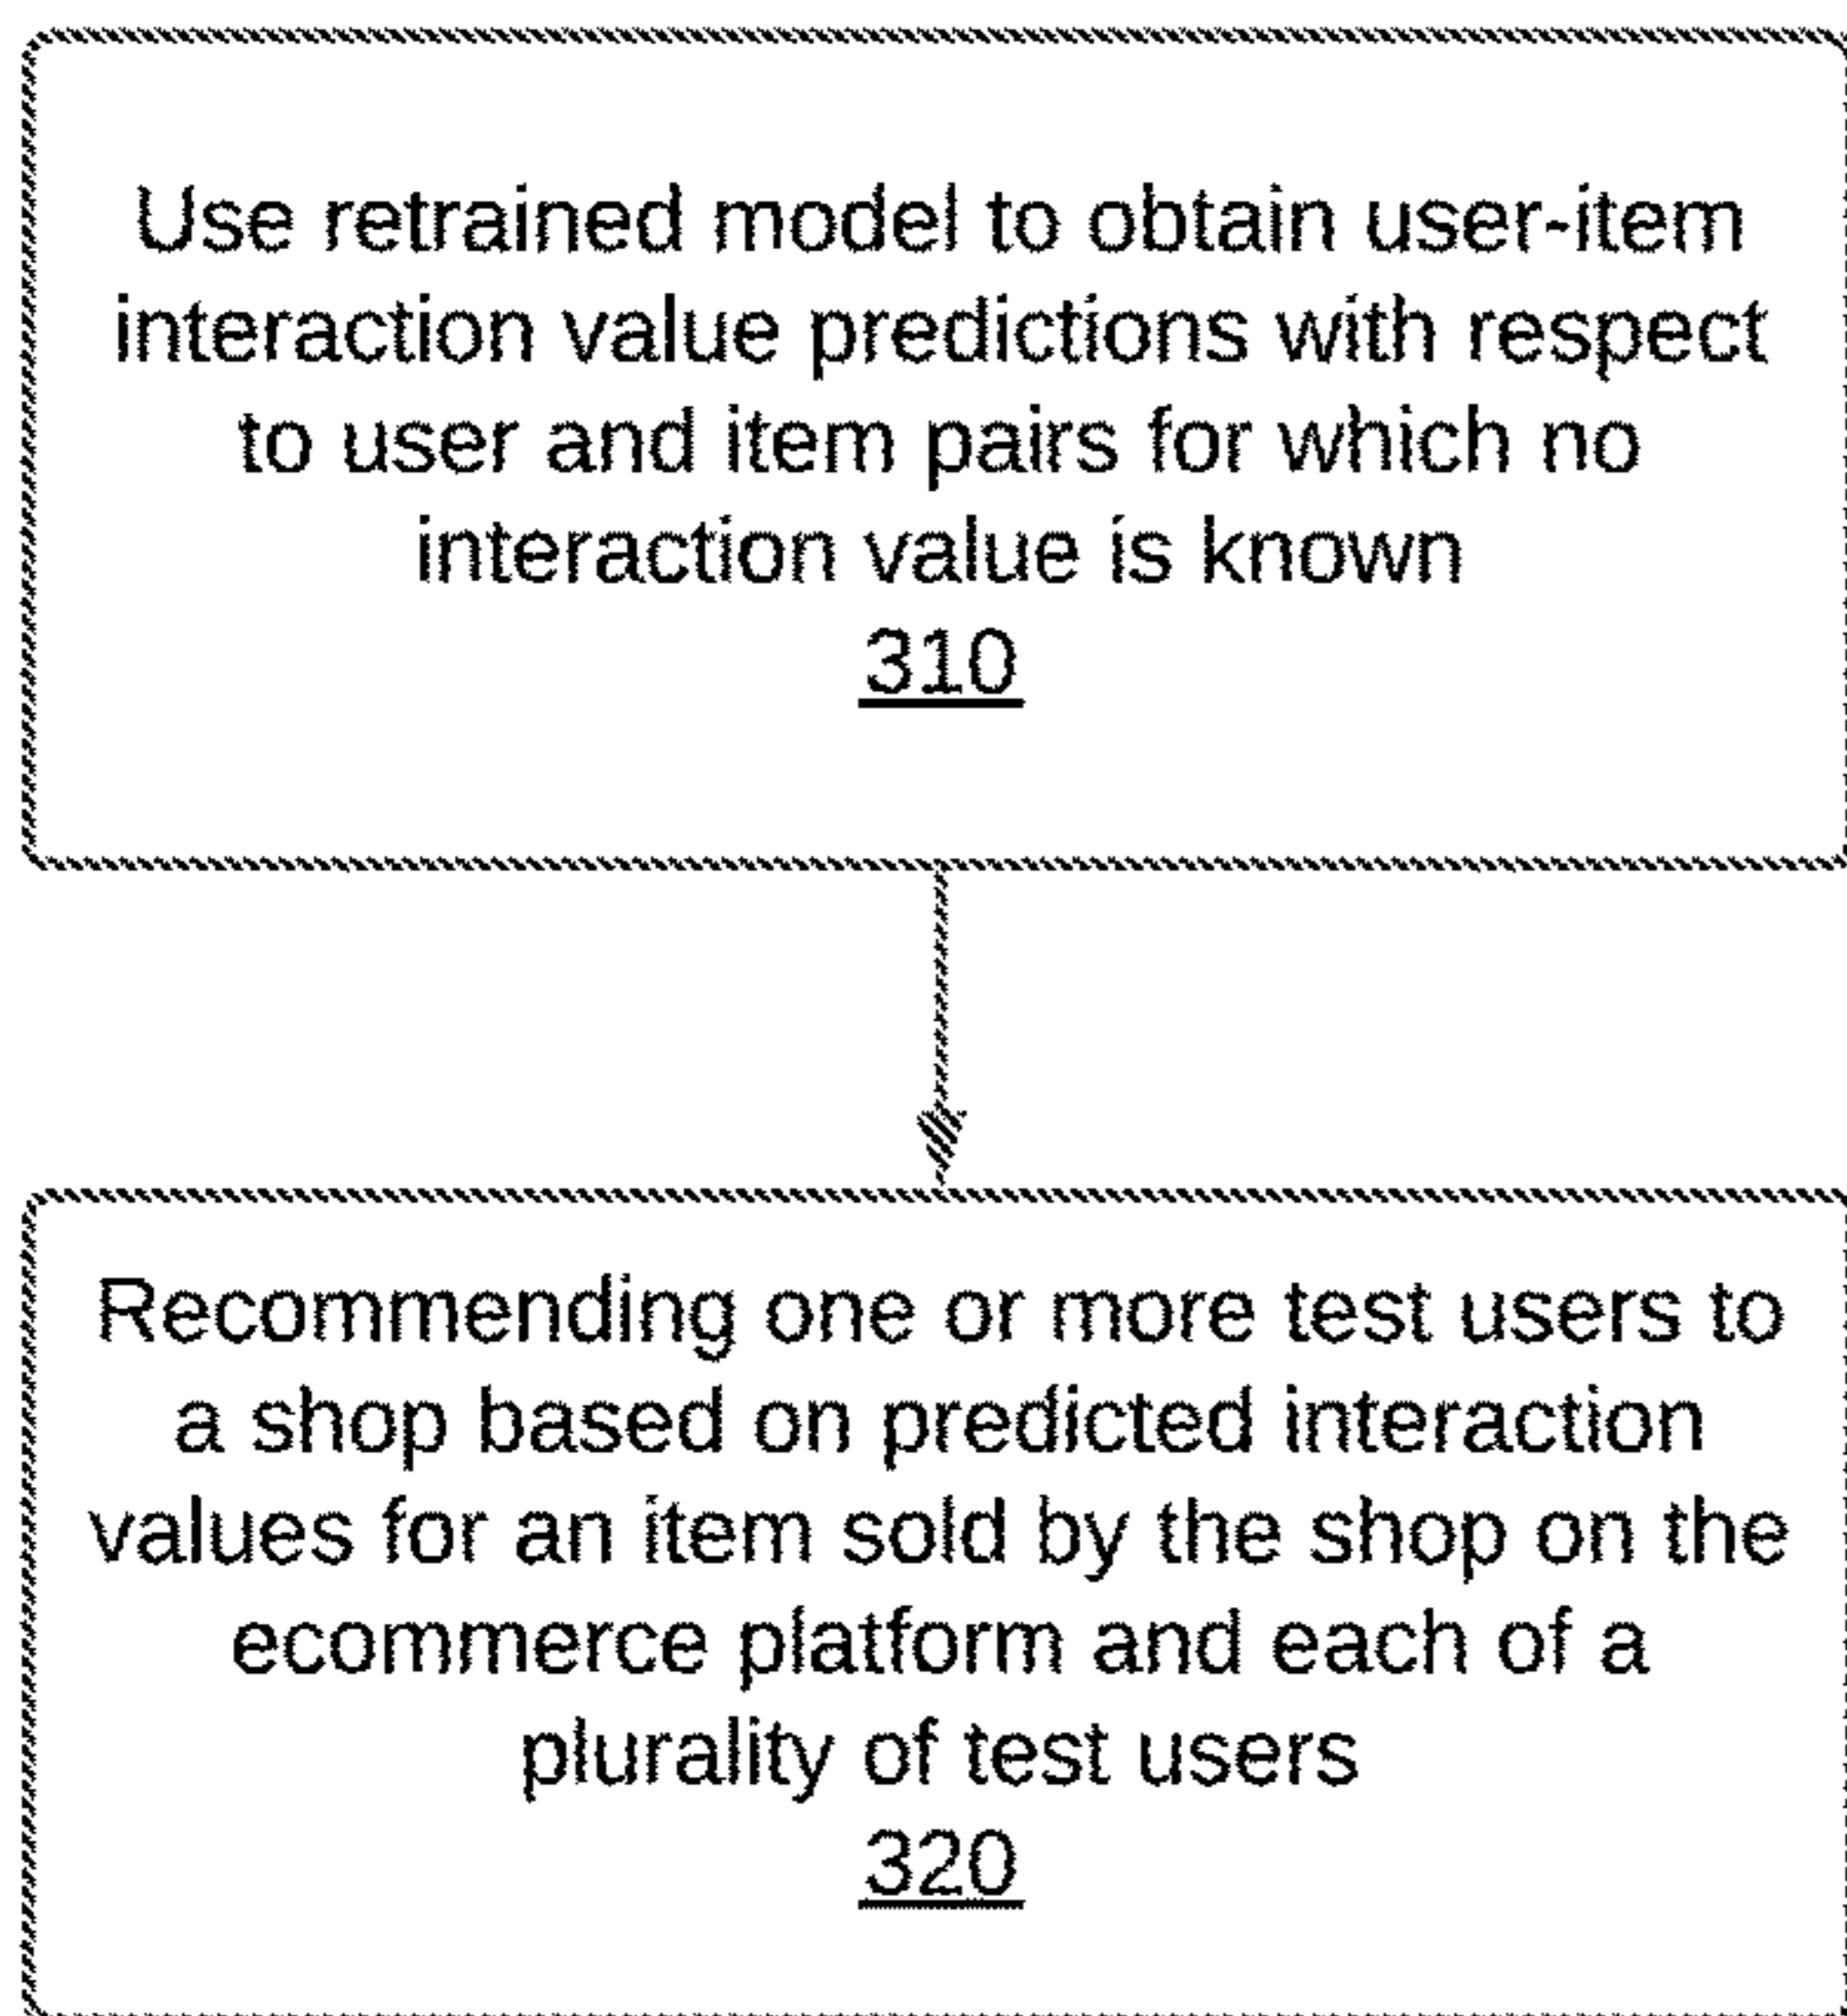 Use retrained model to obtain user-item
interaction value predictions with respect
to user and item pairs for which no
interaction value is known
310
Recommending one or more test users to
a shop based on predicted interaction
values for an item sold by the shop on the
ecommerce platform and each of a
plurality of test users
320